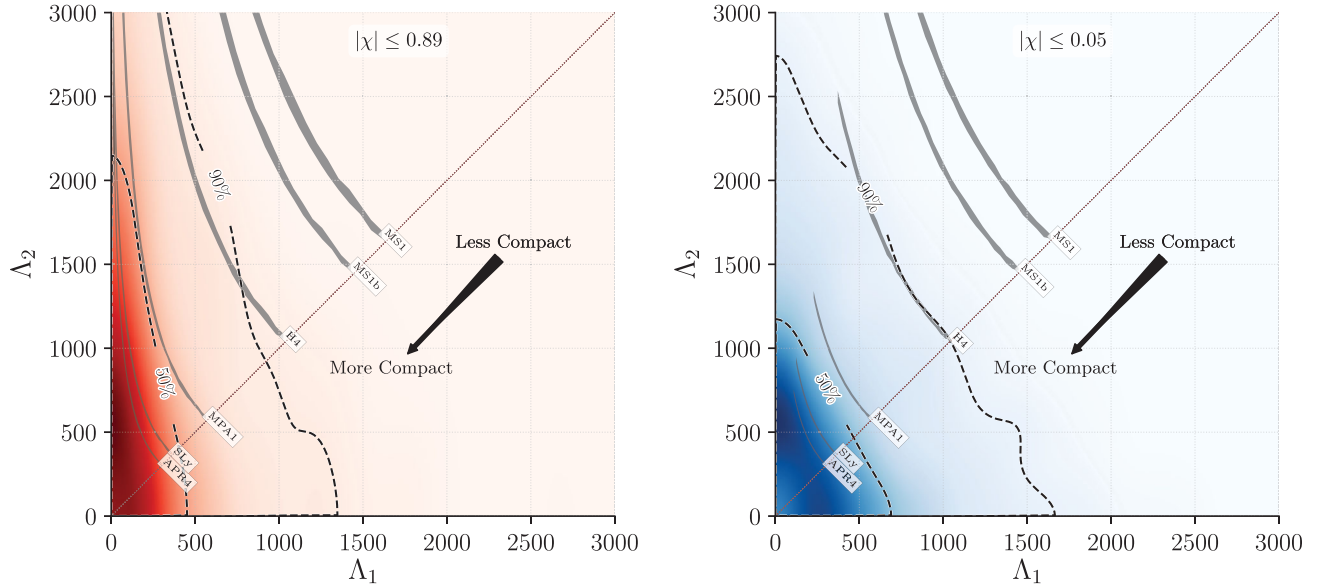 |χ| ≤ 0.89
3000
2500
2000
1500
1000
500
0
Λ₂
90%
50%
MS1
MS1b
H4
MPA1
SLy
APR4
Less Compact
More Compact
0 500 1000 1500 2000 2500 3000
Λ₁
|χ| ≤ 0.05
3000
2500
2000
1500
1000
500
0
Λ₂
90%
50%
MS1
MS1b
H4
MPA1
SLy
APR4
Less Compact
More Compact
0 500 1000 1500 2000 2500 3000
Λ₁